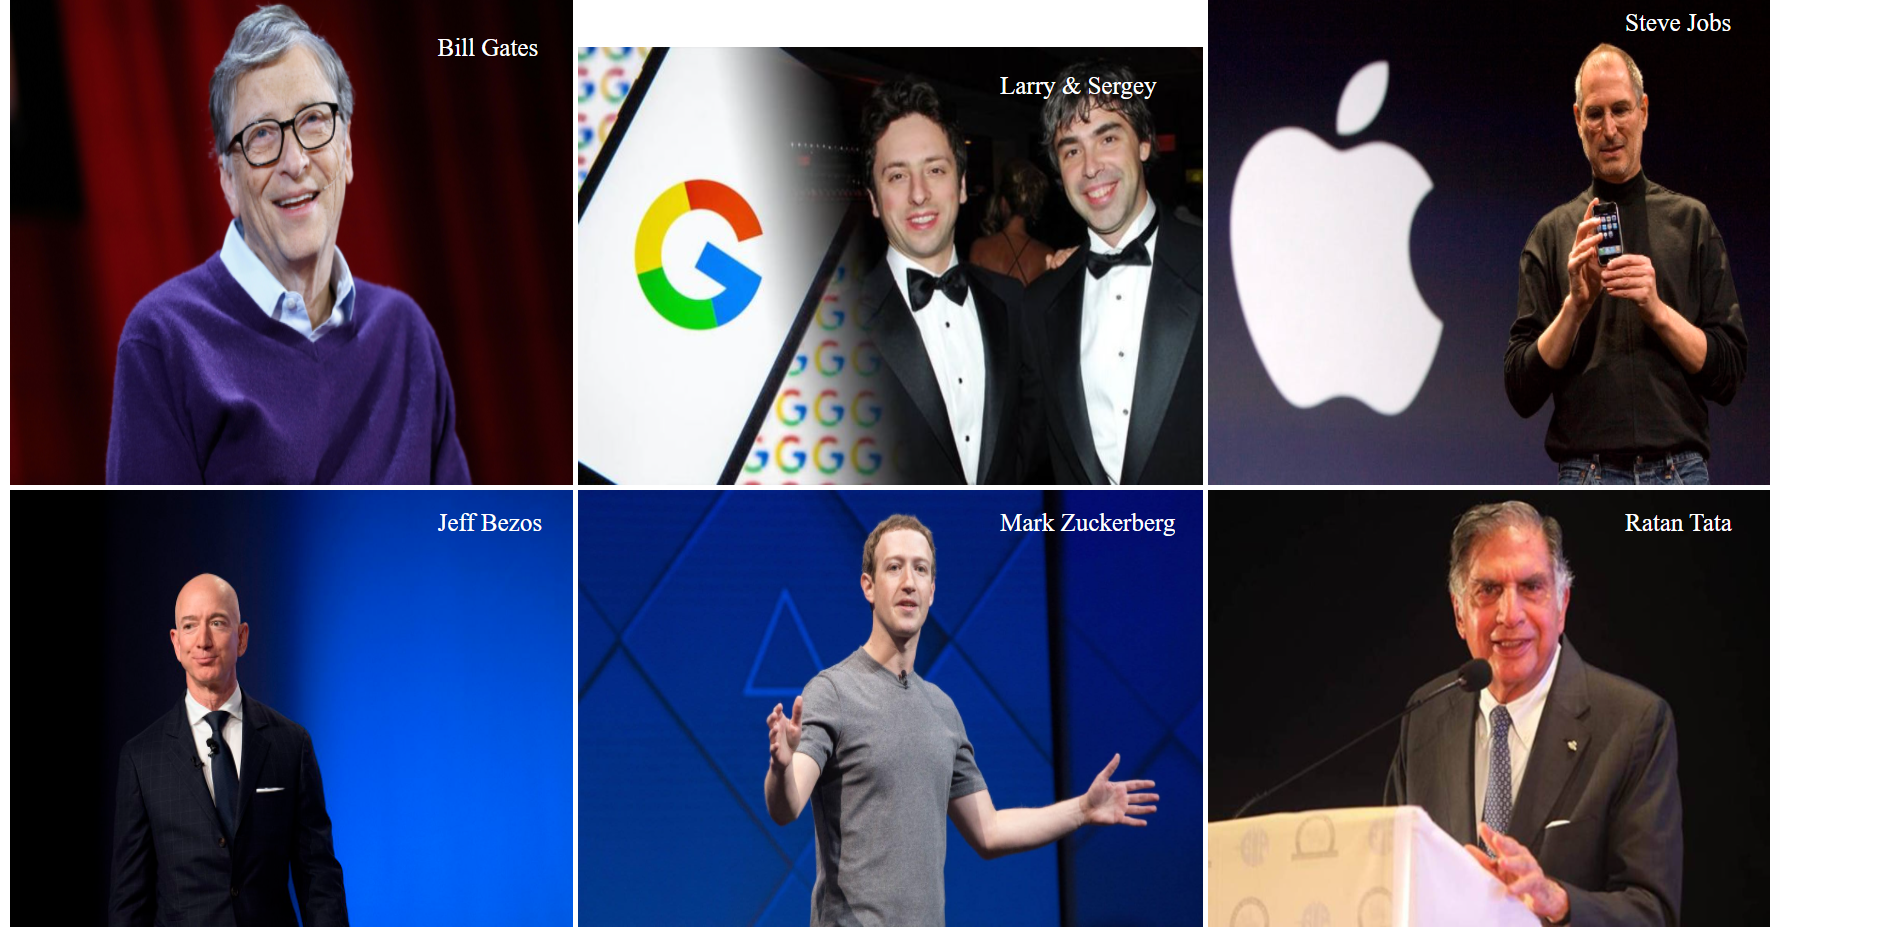 Bill Gates
Larry & Sergey
Steve Jobs
Jeff Bezos
Mark Zuckerberg
Ratan Tata